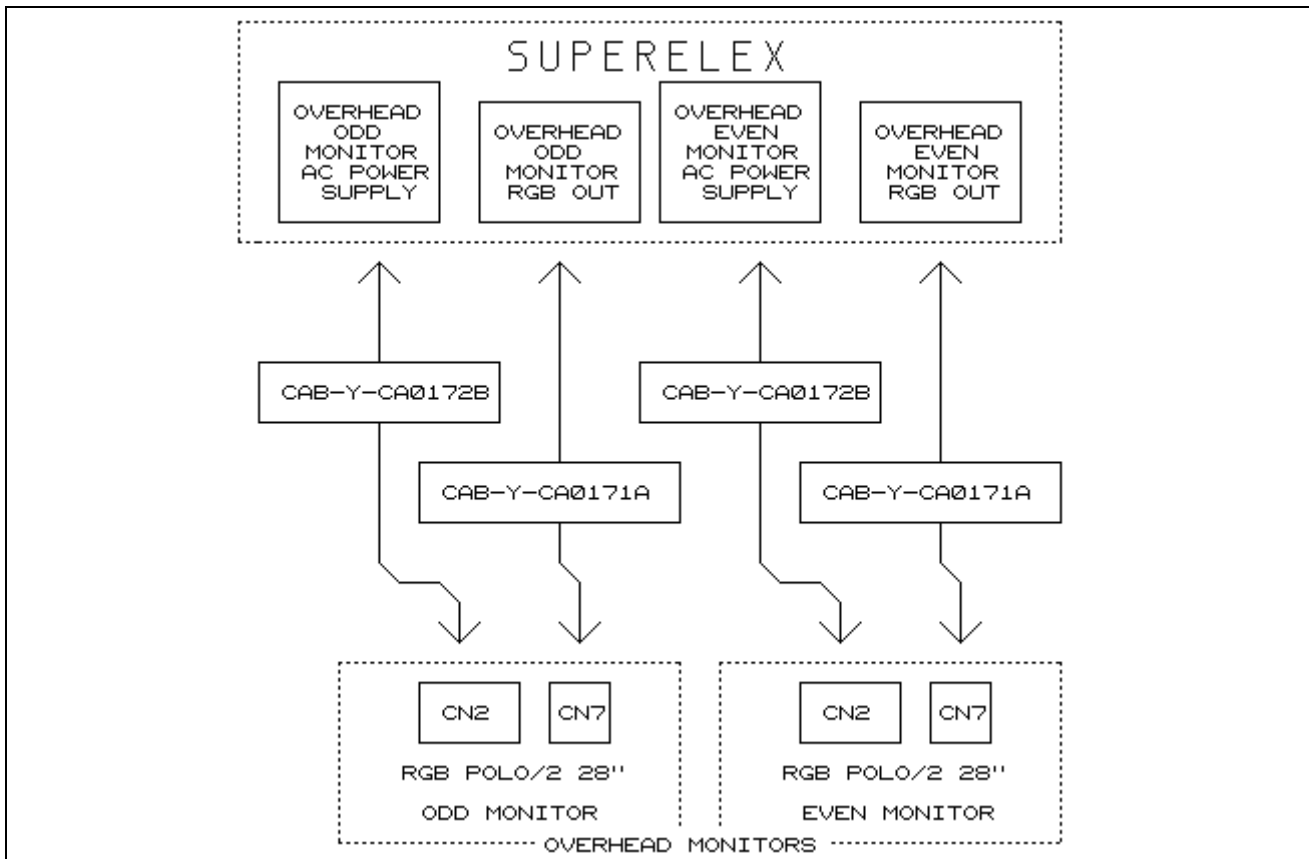 SUPERELEX
OVERHEAD
ODD
MONITOR
AC POWER
SUPPLY
OVERHEAD
ODD
MONITOR
RGB OUT
OVERHEAD
EVEN
MONITOR
AC POWER
SUPPLY
OVERHEAD
EVEN
MONITOR
RGB OUT
CAB-Y-CA0172B
CAB-Y-CA0172B
CAB-Y-CA0171A
CAB-Y-CA0171A
CN2
CN7
RGB POLO/2 28"
ODD MONITOR
CN2
CN7
RGB POLO/2 28"
EVEN MONITOR
OVERHEAD MONITORS